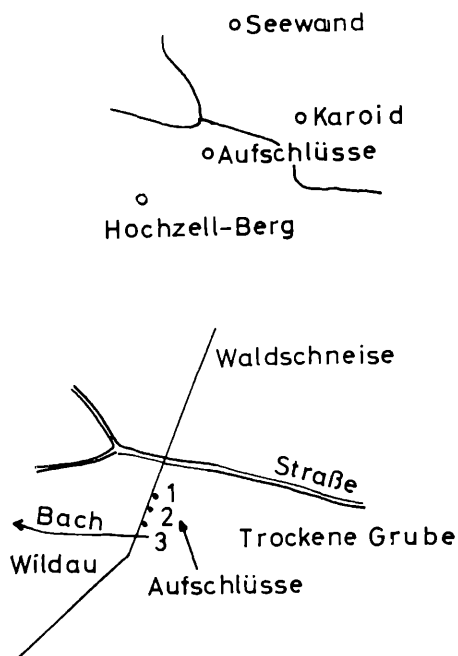 Seewand
Karoid
Aufschlüsse
Hochzell-Berg
Waldschneise
Straße
1
Bach
2
Trockene Grube
3
Wildau
Aufschlüsse